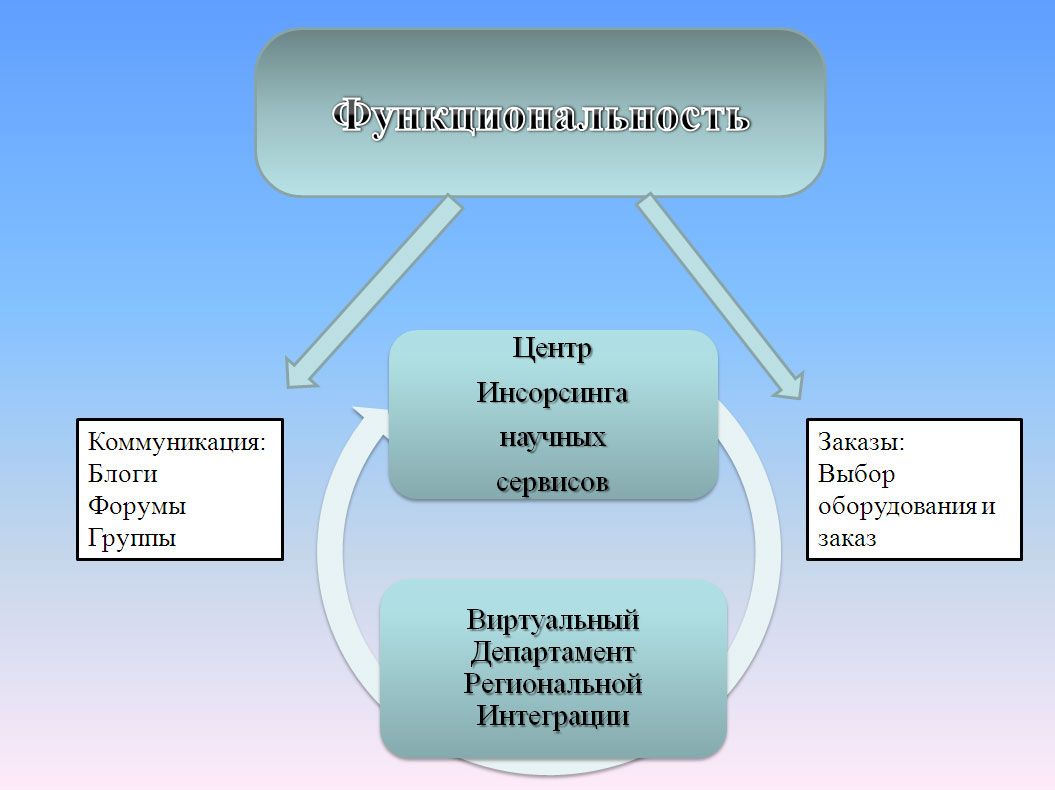 Функциональность
Центр
Инсорсинга
научных
сервисов
Коммуникация:
Блоги
Форумы
Группы
Заказы:
Выбор
оборудования и
заказ
Виртуальный
Департамент
Региональной
Интеграции